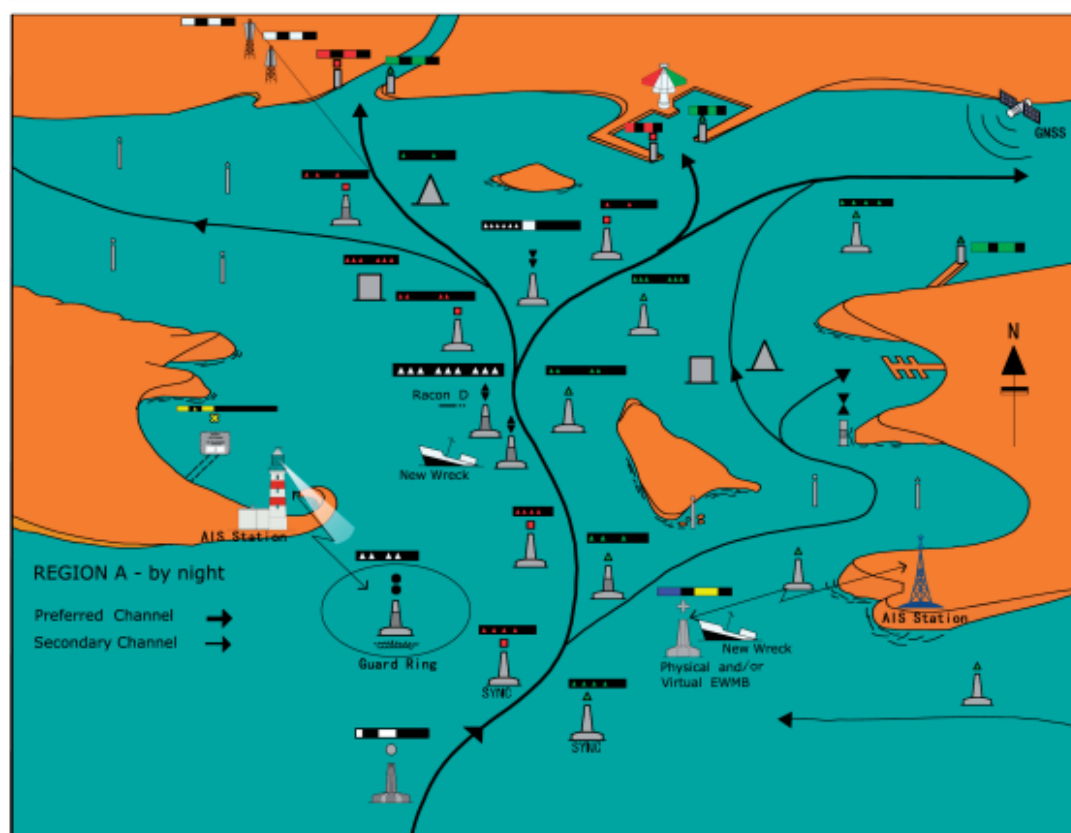 GNSS
Racon D
New Wreck
AIS Station
REGION A - by night
Preferred Channel
Secondary Channel
Guard Ring
SYNC
SYNC
New Wreck
Physical and/or
Virtual EWMB
AIS Station
N
M